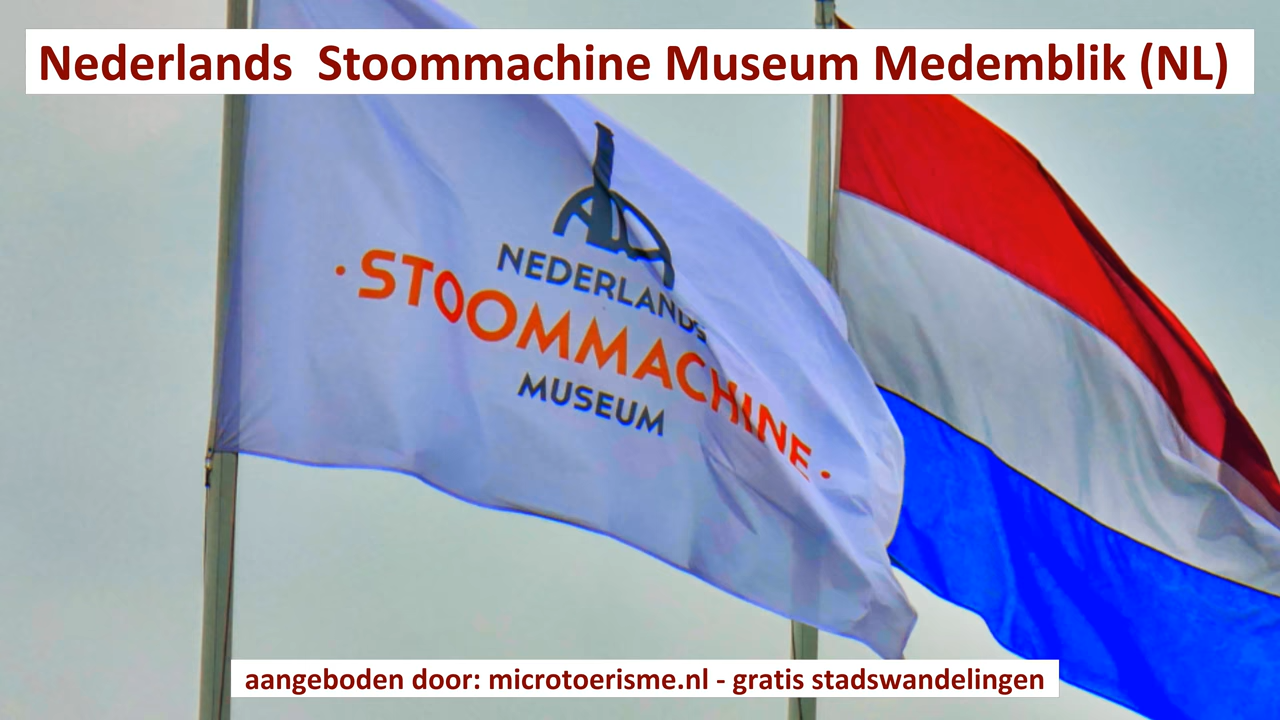 Nederlands  Stoommachine Museum Medemblik (NL)
NEDERLANDS
·STOOMMACHINE·
MUSEUM
aangeboden door: microtoerisme.nl - gratis stadswandelingen